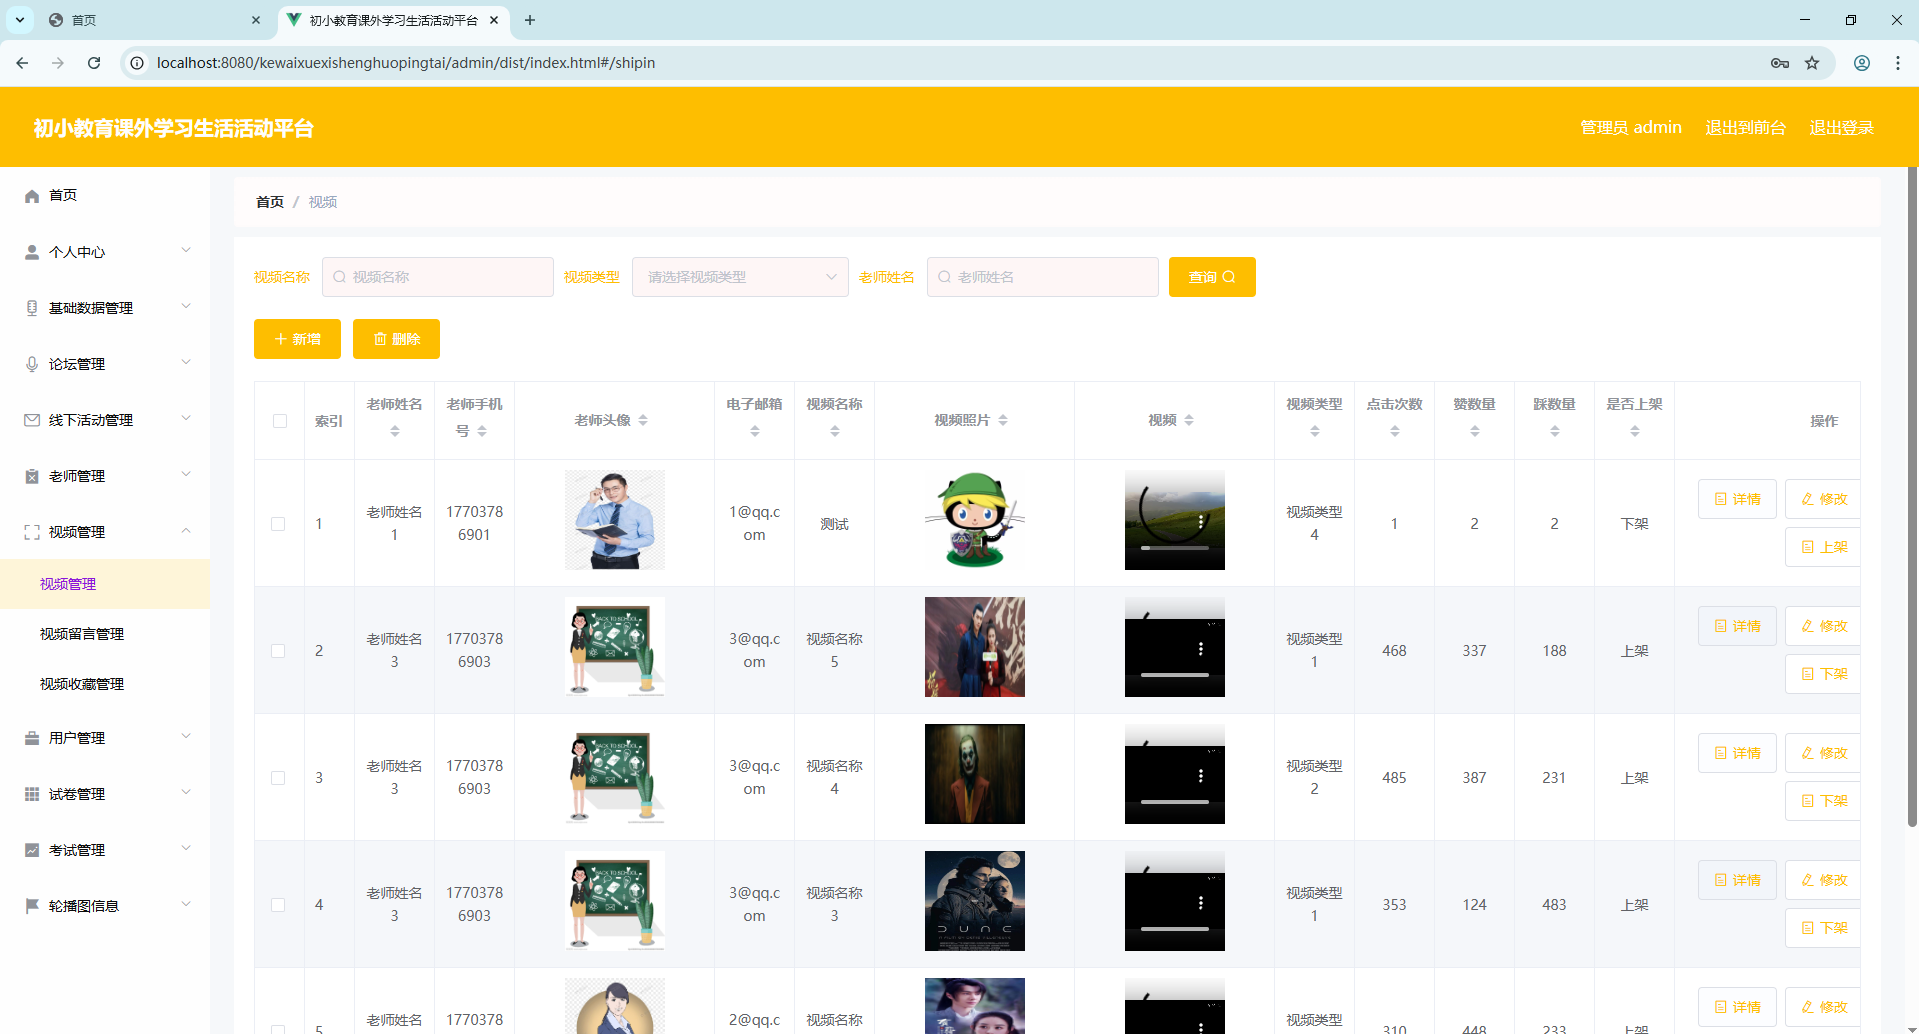 首页
初小教育课外学习生活活动平台
localhost:8080/kewaixuexishenghuopingtai/admin/dist/index.html#/shipin
初小教育课外学习生活活动平台
管理员 admin 退出到前台 退出登录
首页
个人中心
基础数据管理
论坛管理
线下活动管理
老师管理
视频管理
视频管理
视频留言管理
视频收藏管理
用户管理
试卷管理
考试管理
轮播图信息
首页 / 视频
视频名称 视频名称 视频类型 请选择视频类型 老师姓名 老师姓名 查询
新增 删除
索引 老师姓名 老师手机号 老师头像 电子邮箱 视频名称 视频照片 视频 视频类型 点击次数 赞数量 踩数量 是否上架 操作
1 老师姓名1 17703786901 1@qq.com 测试 视频类型4 1 2 2 下架 详情 修改 上架
2 老师姓名3 17703786903 3@qq.com 视频名称5 视频类型1 468 337 188 上架 详情 修改 下架
3 老师姓名3 17703786903 3@qq.com 视频名称4 视频类型2 485 387 231 上架 详情 修改 下架
4 老师姓名3 17703786903 3@qq.com 视频名称3 视频类型1 353 124 483 上架 详情 修改 下架
DUNE
5 老师姓名 1770378 2@qq.c 视频名称 视频类型 310 448 233 上架 详情 修改